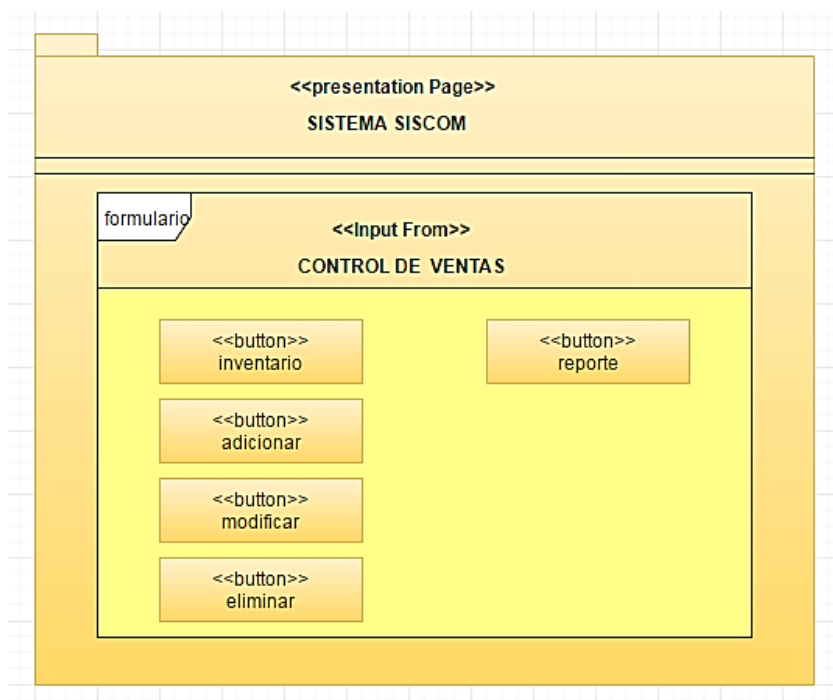 <<presentation Page>>
SISTEMA SISCOM
formulario
<<Input From>>
CONTROL DE VENTAS
<<button>>
inventario
<<button>>
reporte
<<button>>
adicionar
<<button>>
modificar
<<button>>
eliminar